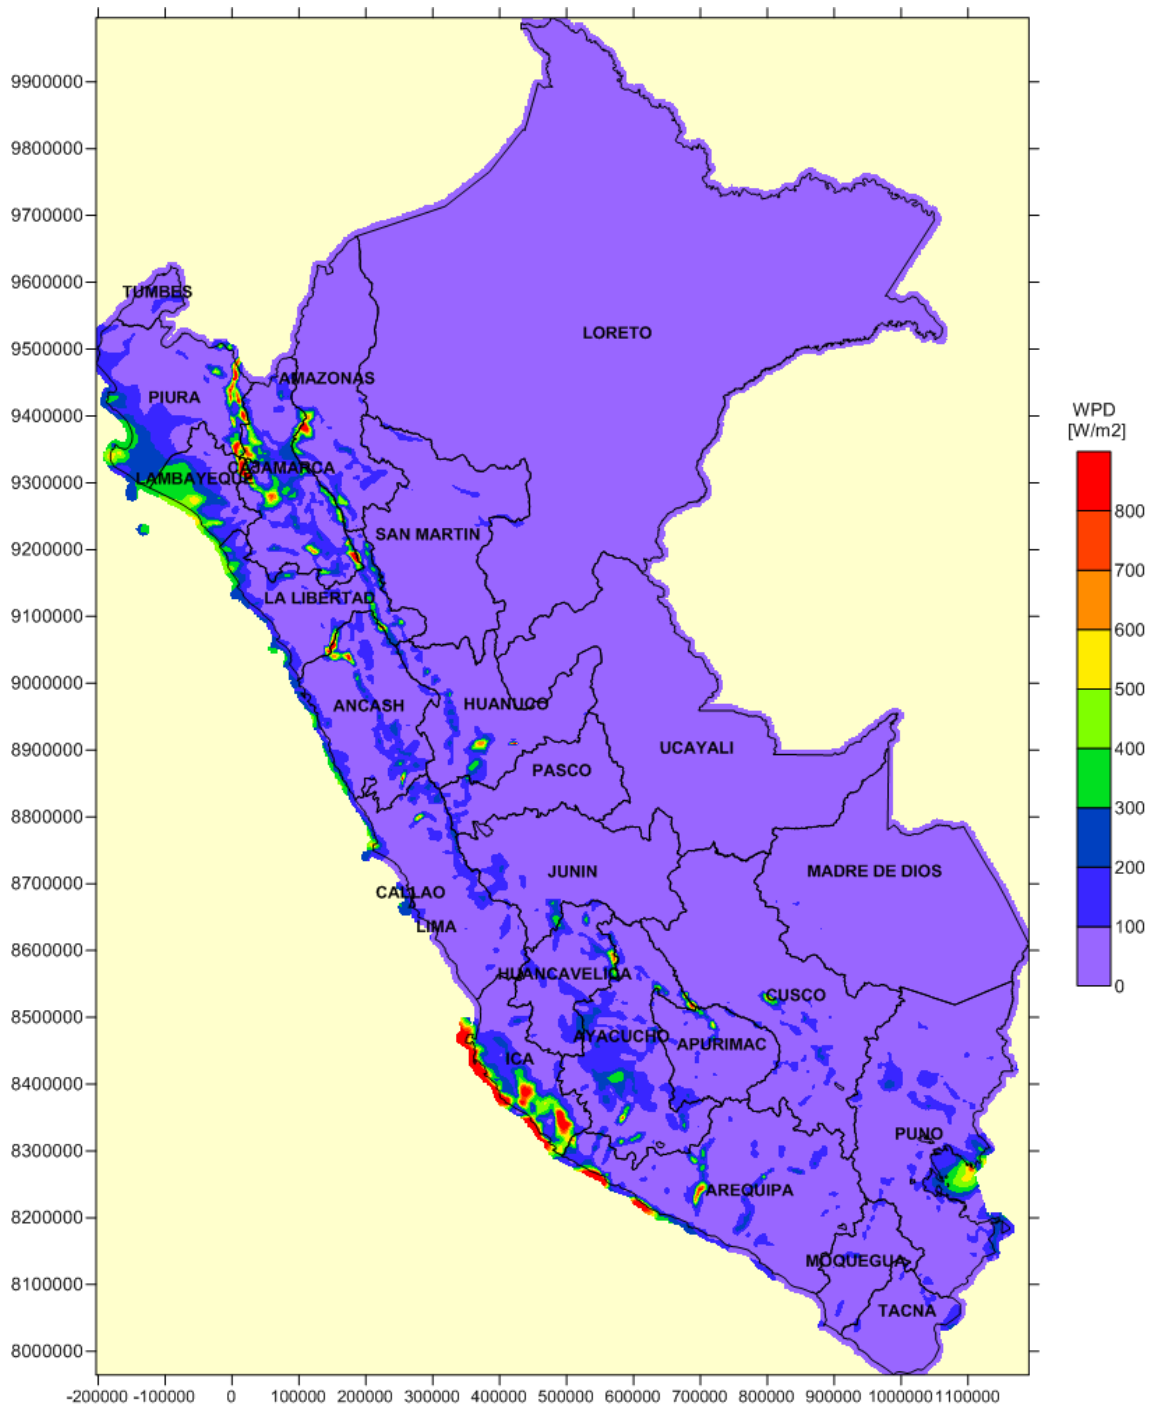 9900000
9800000
9700000
9600000
9500000
9400000
9300000
9200000
9100000
9000000
8900000
8800000
8700000
8600000
8500000
8400000
8300000
8200000
8100000
8000000
TUMBES
LORETO
AMAZONAS
PIURA
CAJAMARCA
LAMBAYEQUE
SAN MARTIN
LA LIBERTAD
ANCASH
HUANUCO
UCAYALI
PASCO
JUNIN
MADRE DE DIOS
CALLAO
LIMA
HUANCAVELICA
CUSCO
AYACUCHO
APURIMAC
ICA
PUNO
AREQUIPA
MOQUEGUA
TACNA
WPD
[W/m2]
800
700
600
500
400
300
200
100
0
-200000 -100000 0 100000 200000 300000 400000 500000 600000 700000 800000 900000 1000000 1100000